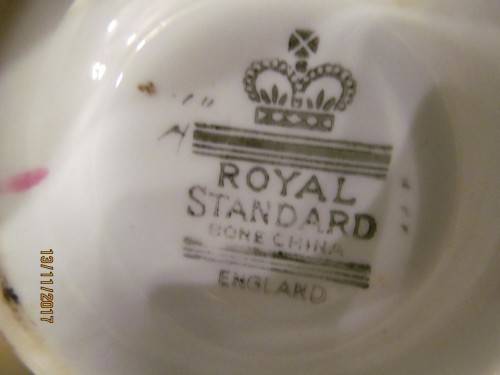 ROYAL
STANDARD
BONE CHINA
ENGLAND
13/11/2017